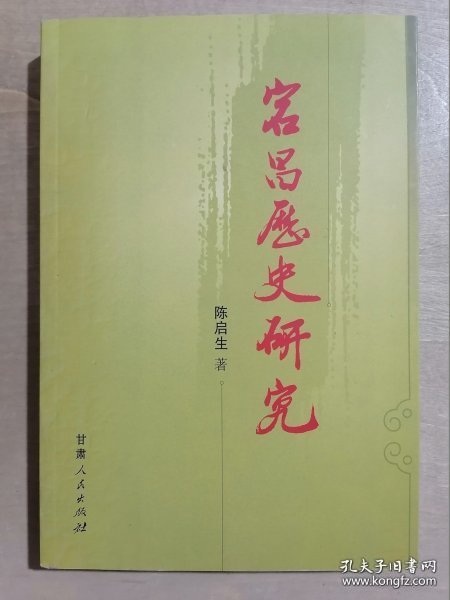 宕昌历史研究
陈启生 著
甘肃人民出版社
孔夫子旧书网
www.kongfz.com